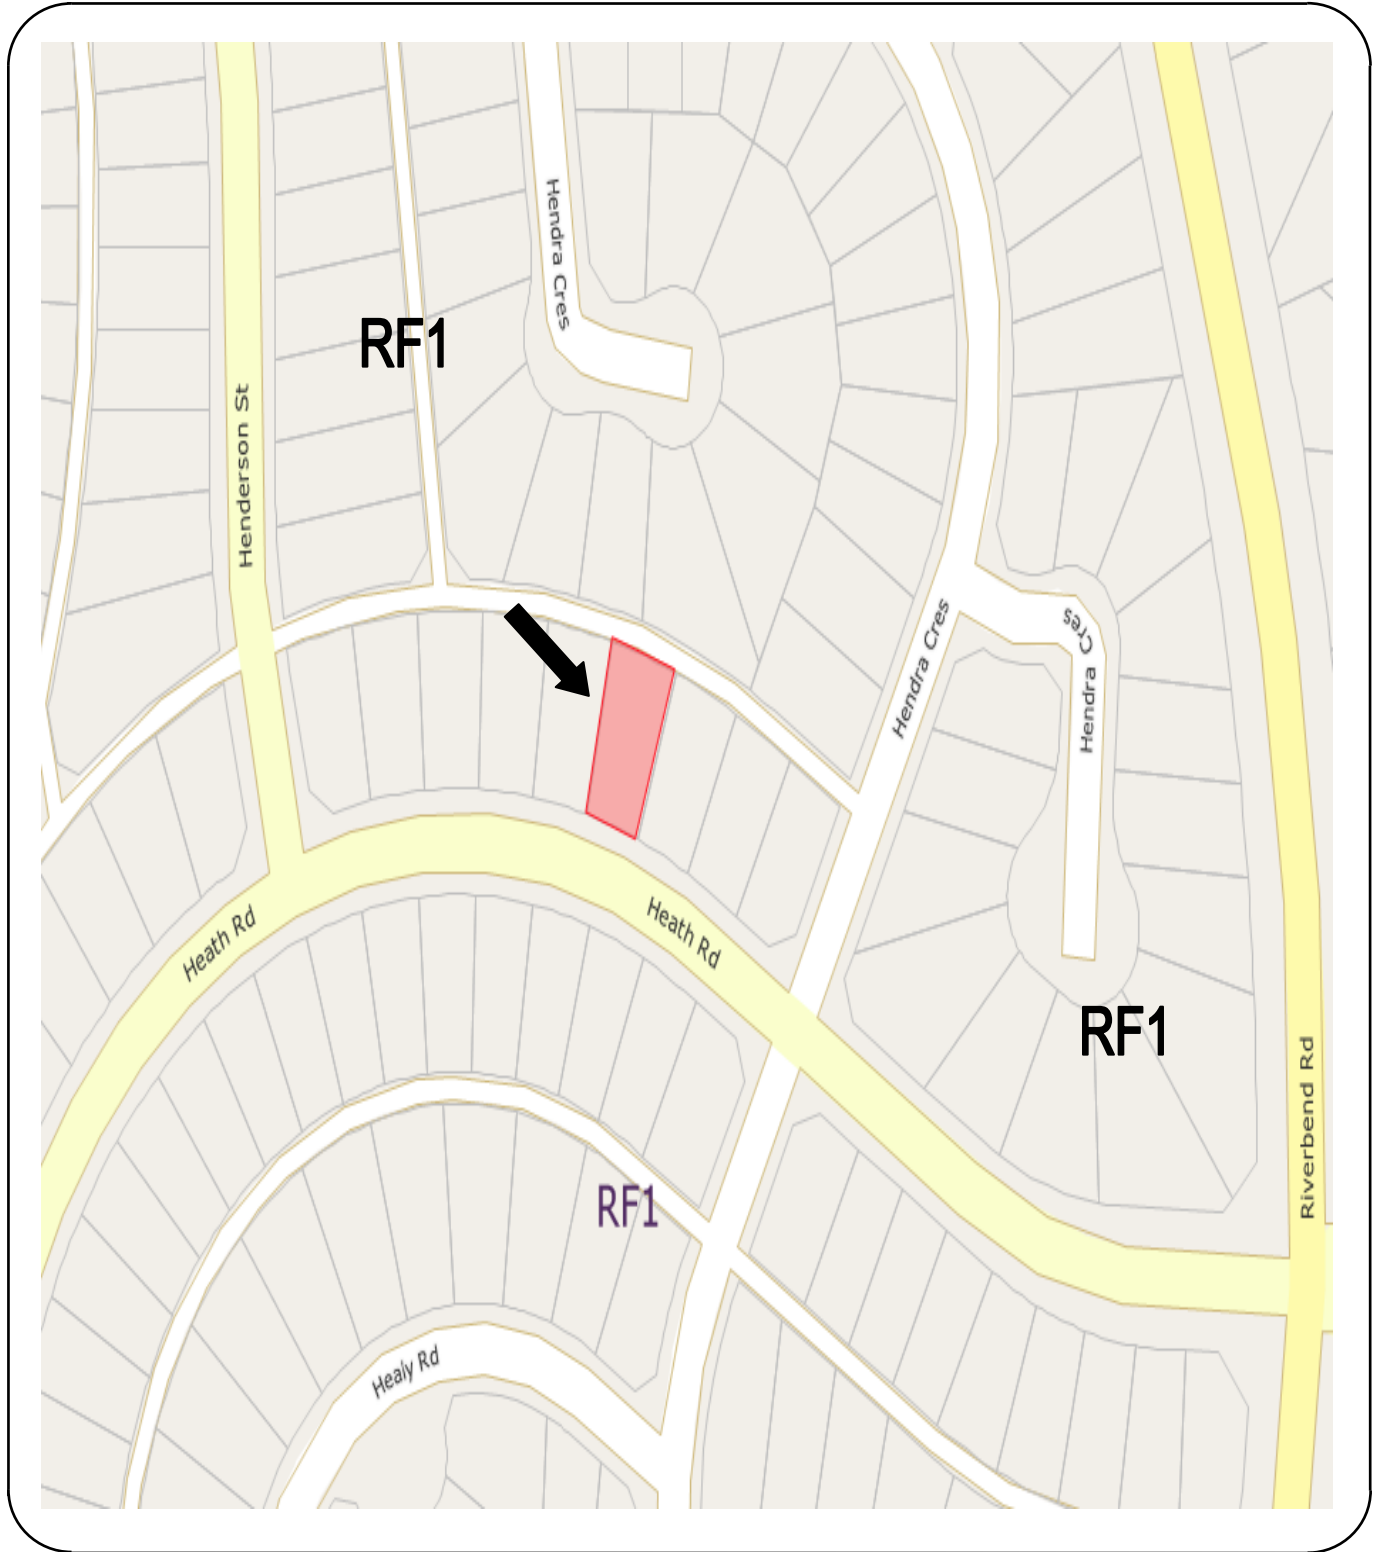 Hendra Cres
RF1
Henderson St
Hendra Cres
Cres
Hendra
Heath Rd
Heath Rd
RF1
Riverbend Rd
RF1
Healy Rd